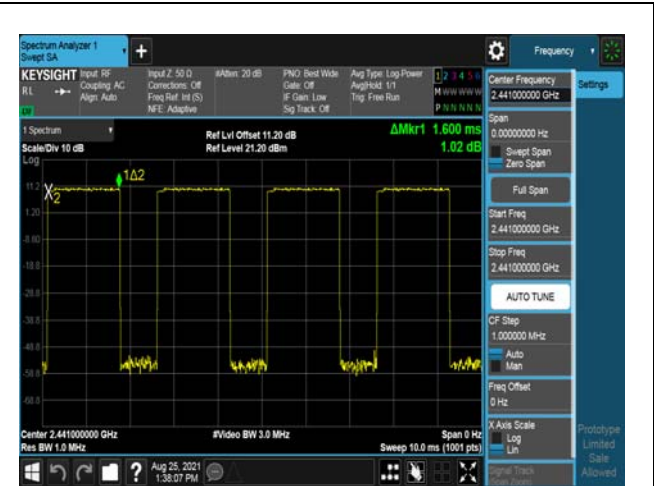 Spectrum Analyzer 1
Swept SA
Frequency
KEYSIGHT
RL
Input: RF
Coupling: AC
Align: Auto
Input Z: 50 Ω
Corrections: Off
Freq Ref: Int (S)
NFE: Adaptive
#Atten: 20 dB
PNO: Best Wide
Gate: Off
IF Gain: Low
Sig Track: Off
Avg Type: Log-Power
Avg|Hold: 1/1
Trig: Free Run
1 2 3 4 5 6
M W W W W W
P N N N N N
1 Spectrum
Scale/Div 10 dB
Log
Ref Lvl Offset 11.20 dB
Ref Level 21.20 dBm
ΔMkr1 1.600 ms
1.02 dB
1Δ2
X2
11.2
1.20
-8.80
-18.8
-28.8
-38.8
-48.8
-58.8
-68.8
Center 2.441000000 GHz
Res BW 1.0 MHz
#Video BW 3.0 MHz
Span 0 Hz
Sweep 10.0 ms (1001 pts)
Aug 25, 2021
1:38:07 PM
Settings
Center Frequency
2.441000000 GHz
Span
0.00000000 Hz
Swept Span
Zero Span
Full Span
Start Freq
2.441000000 GHz
Stop Freq
2.441000000 GHz
AUTO TUNE
CF Step
1.000000 MHz
Auto
Man
Freq Offset
0 Hz
X Axis Scale
Log
Lin
Signal Track
(Span Zoom)
Prototype
Limited
Sale
Allowed